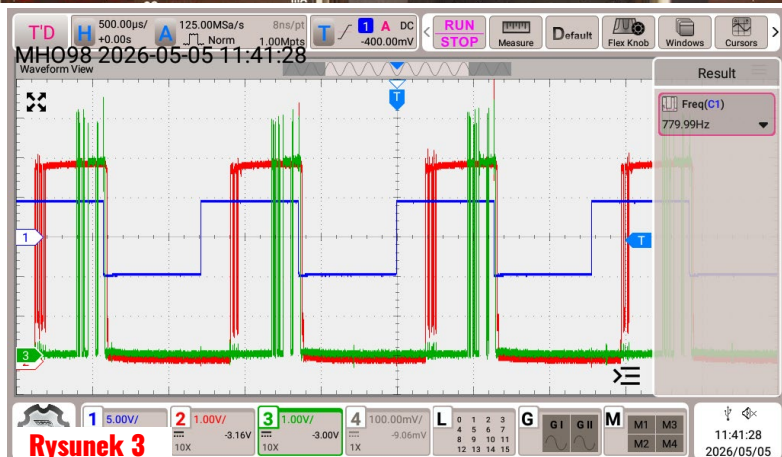 T'D H 500.00µs/ +0.00s A 125.00MSa/s Norm 8ns/pt 1.00Mpts T 1 A DC -400.00mV < RUN STOP Measure Default Flex Knob Windows Cursors >
MHO98 2026-05-05 11:41:28
Waveform View
Result
T
Freq(C1)
779.99Hz
1
T
3
1 5.00V/ 2 1.00V/ -3.16V 10X 3 1.00V/ -3.00V 10X 4 100.00mV/ -9.06mV 1X L 0 1 2 3 G GI GII M M1 M3
4 5 6 7
8 9 10 11 M2 M4
12 13 14 15
11:41:28
2026/05/05
Rysunek 3